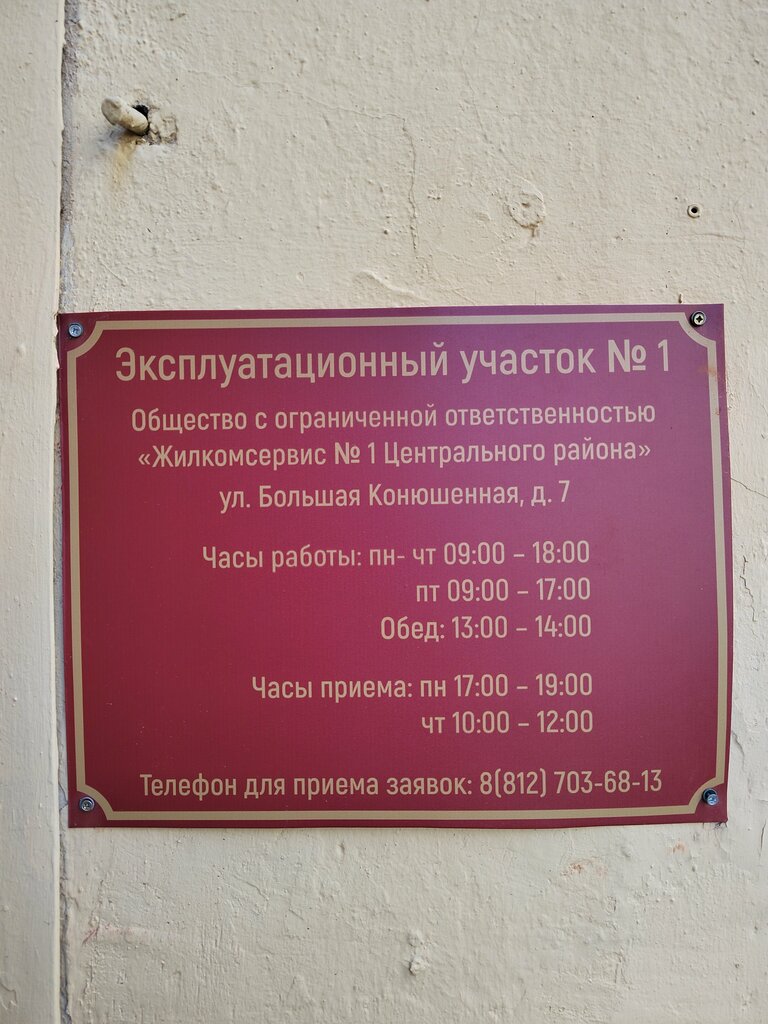 Эксплуатационный участок № 1
Общество с ограниченной ответственностью
«Жилкомсервис № 1 Центрального района»
ул. Большая Конюшенная, д. 7
Часы работы: пн- чт 09:00 – 18:00
пт 09:00 – 17:00
Обед: 13:00 – 14:00
Часы приема: пн 17:00 – 19:00
чт 10:00 – 12:00
Телефон для приема заявок: 8(812) 703-68-13